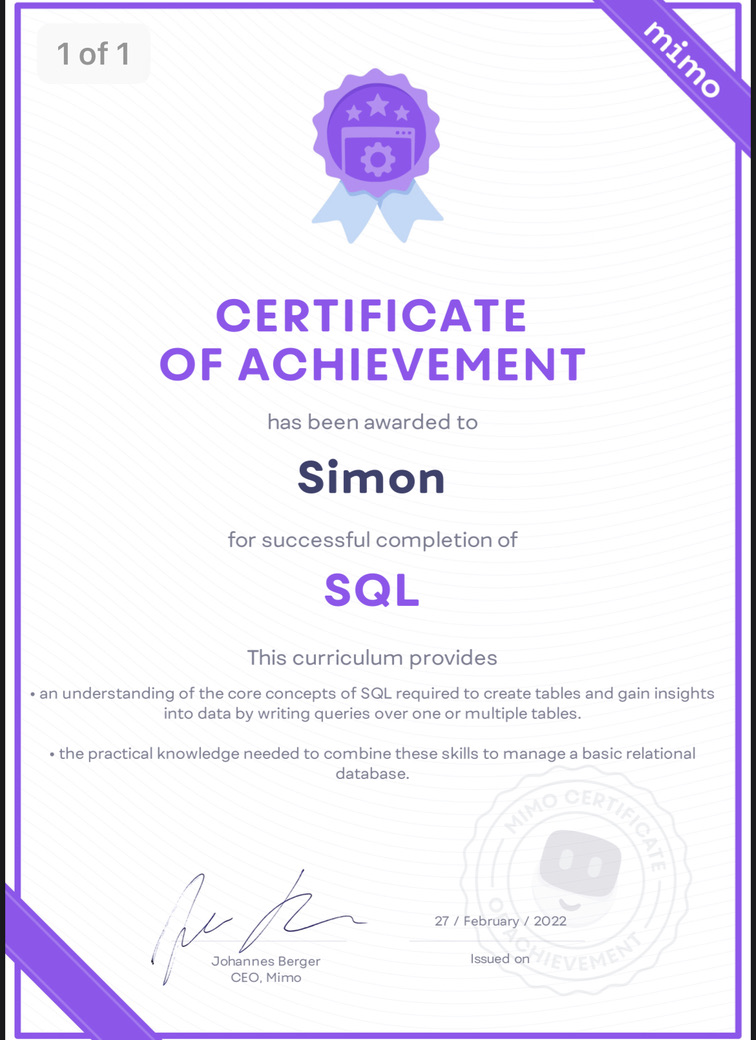 1 of 1
mimo
CERTIFICATE
OF ACHIEVEMENT
has been awarded to
Simon
for successful completion of
SQL
This curriculum provides
• an understanding of the core concepts of SQL required to create tables and gain insights
into data by writing queries over one or multiple tables.
• the practical knowledge needed to combine these skills to manage a basic relational
database.
MIMO CERTIFICATE
OF ACHIEVEMENT
27 / February / 2022
Johannes Berger
CEO, Mimo
Issued on